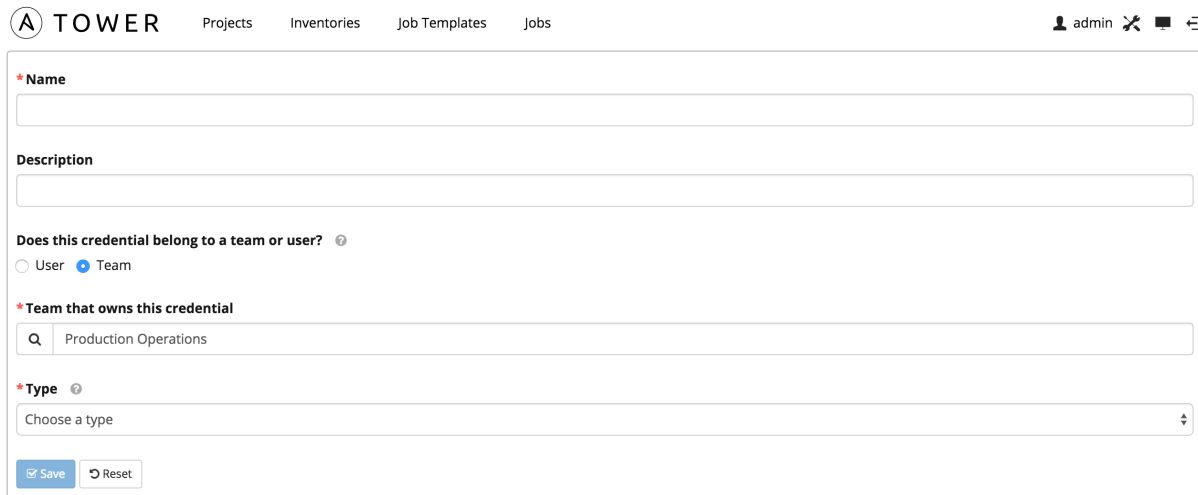 A TOWER Projects Inventories Job Templates Jobs admin
* Name
Description
Does this credential belong to a team or user? ?
User Team
* Team that owns this credential
Production Operations
* Type ?
Choose a type
Save Reset